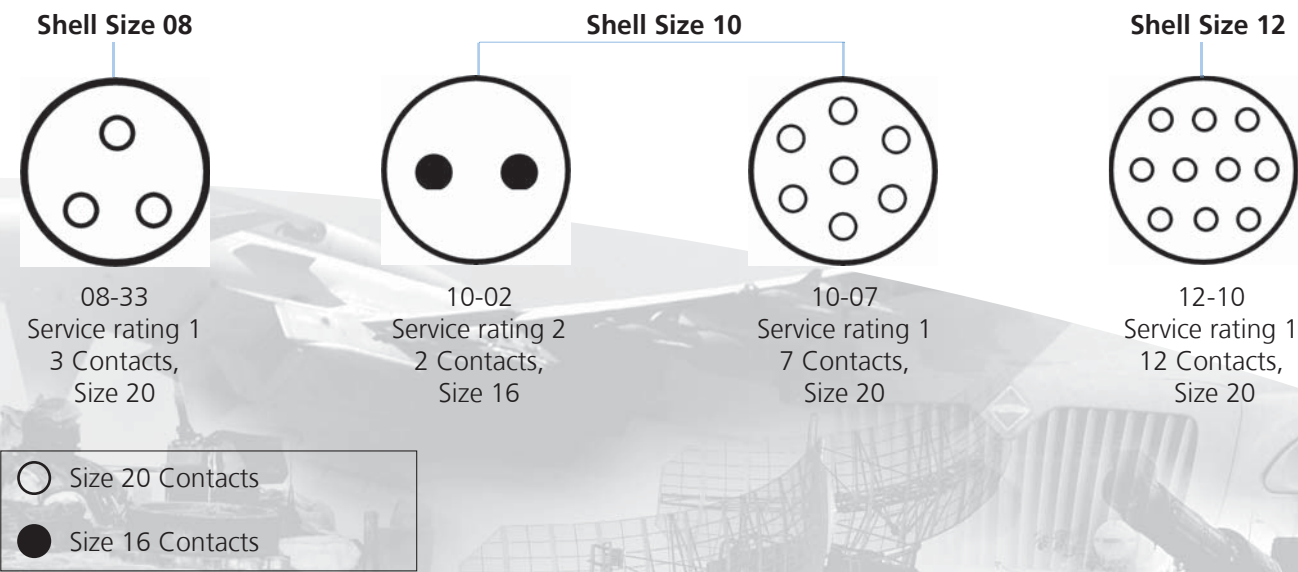 Shell Size 08
Shell Size 10
Shell Size 12
08-33
Service rating 1
3 Contacts,
Size 20
10-02
Service rating 2
2 Contacts,
Size 16
10-07
Service rating 1
7 Contacts,
Size 20
12-10
Service rating 1
12 Contacts,
Size 20
Size 20 Contacts
Size 16 Contacts